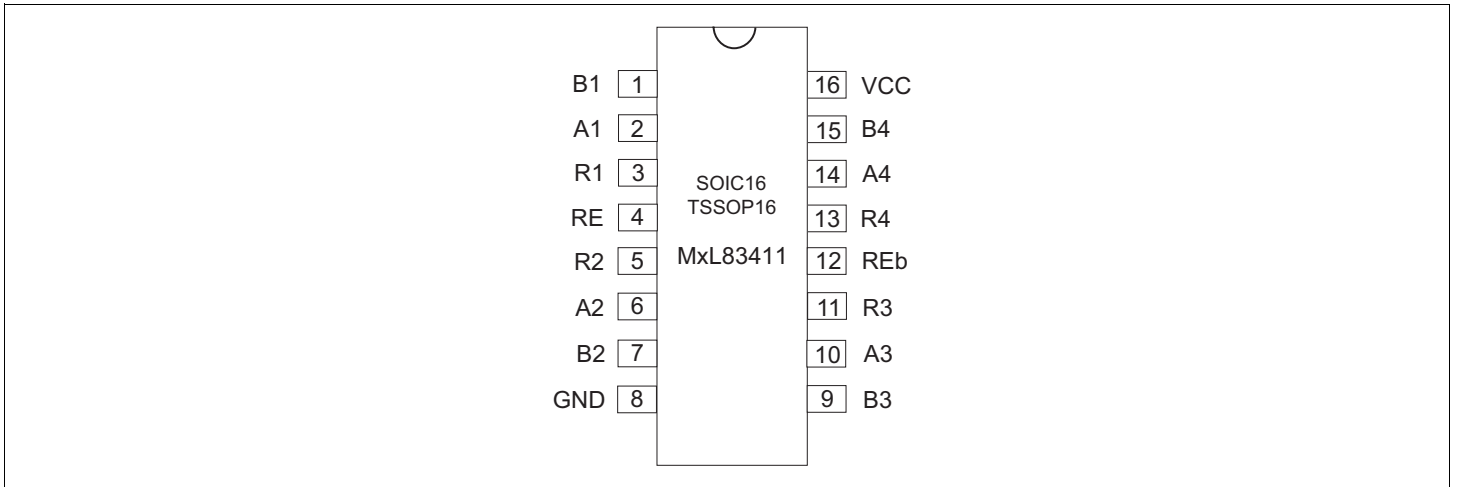 B1 1 16 VCC
A1 2 15 B4
R1 3 14 A4
SOIC16
TSSOP16
RE 4 13 R4
MxL83411
R2 5 12 REb
A2 6 11 R3
B2 7 10 A3
GND 8 9 B3